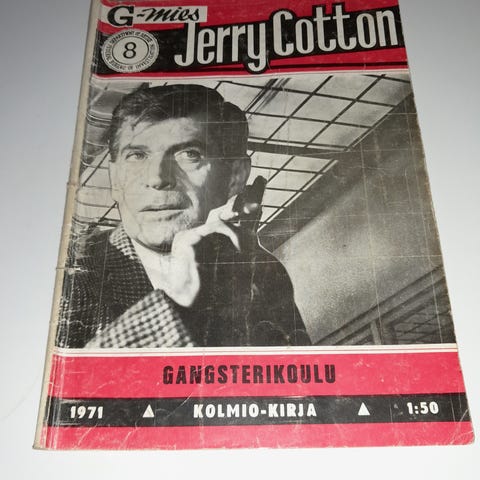 G-mies
8
Jerry Cotton
GANGSTERIKOULU
1971 ▲ KOLMIO-KIRJA ▲ 1:50